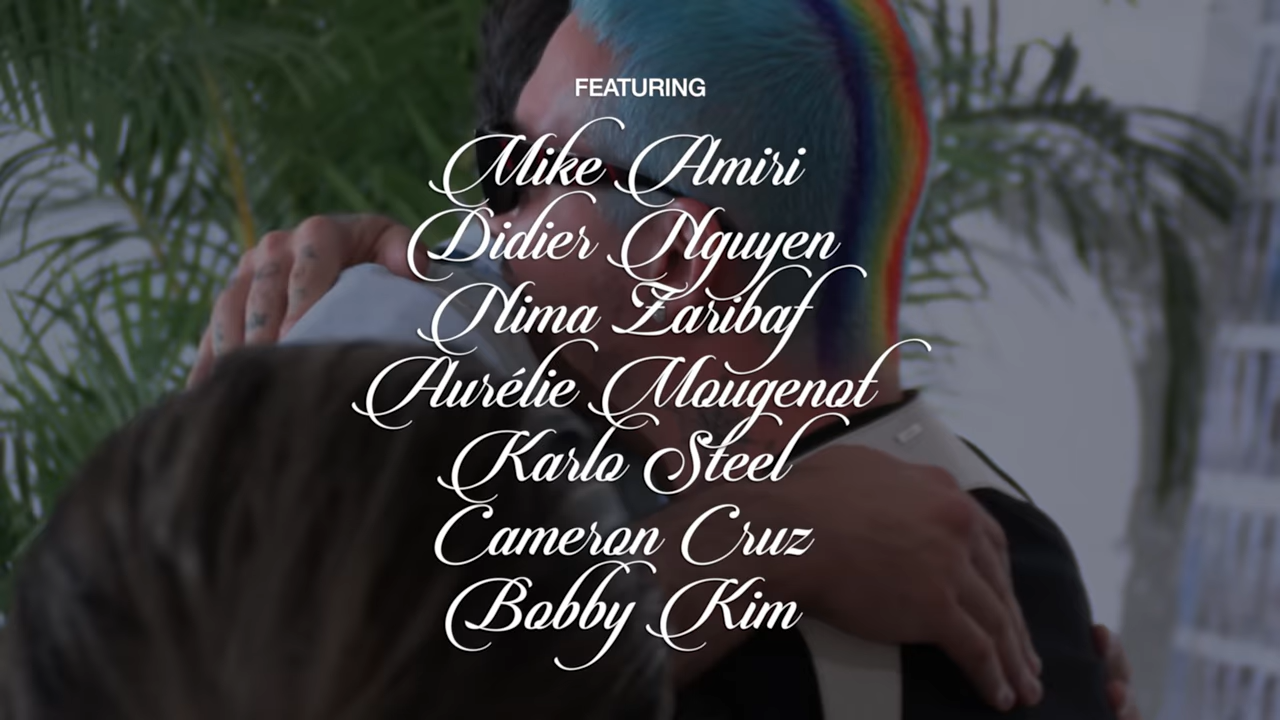 FEATURING
Mike Amiri
Didier Nguyen
Nima Zaribaf
Aurélie Mougenot
Karlo Steel
Cameron Cruz
Bobby Kim